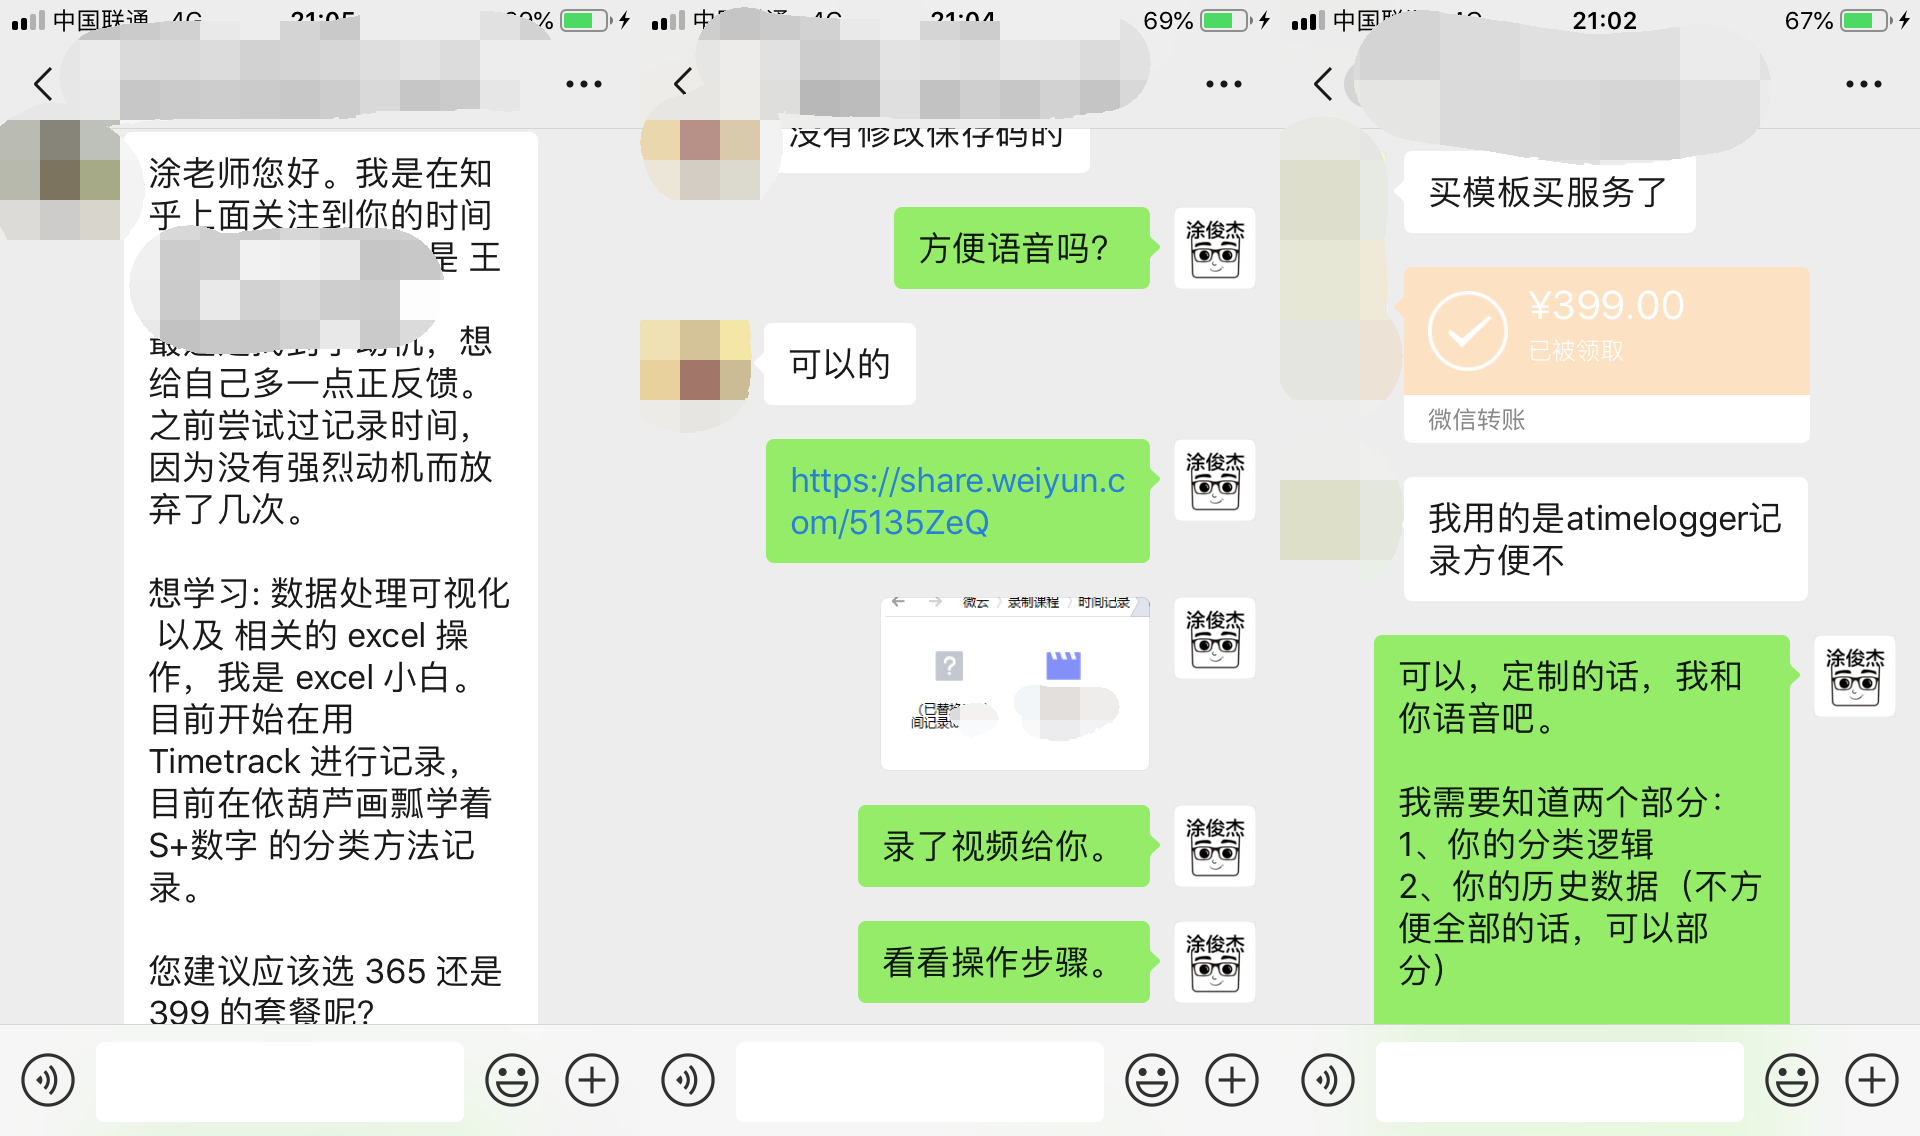 中国联通 4G 21:05 69%
涂老师您好。我是在知
乎上面关注到你的时间
是 王
想
给自己多一点正反馈。
之前尝试过记录时间，
因为没有强烈动机而放
弃了几次。
想学习: 数据处理可视化
以及 相关的 excel 操
作，我是 excel 小白。
目前开始在用
Timetrack 进行记录，
目前在依葫芦画瓢学着
S+数字 的分类方法记
录。
您建议应该选 365 还是
399 的套餐呢?
21:04 69%
没有修改保存码的
方便语音吗?
涂俊杰
可以的
https://share.weiyun.c
om/5135ZeQ
涂俊杰
微云 录制课程 时间记录
(已替换
间记录
涂俊杰
录了视频给你。
涂俊杰
看看操作步骤。
涂俊杰
中国联 21:02 67%
买模板买服务了
¥399.00
已被领取
微信转账
我用的是atimelogger记
录方便不
可以，定制的话，我和
你语音吧。
涂俊杰
我需要知道两个部分：
1、你的分类逻辑
2、你的历史数据（不方
便全部的话，可以部
分）